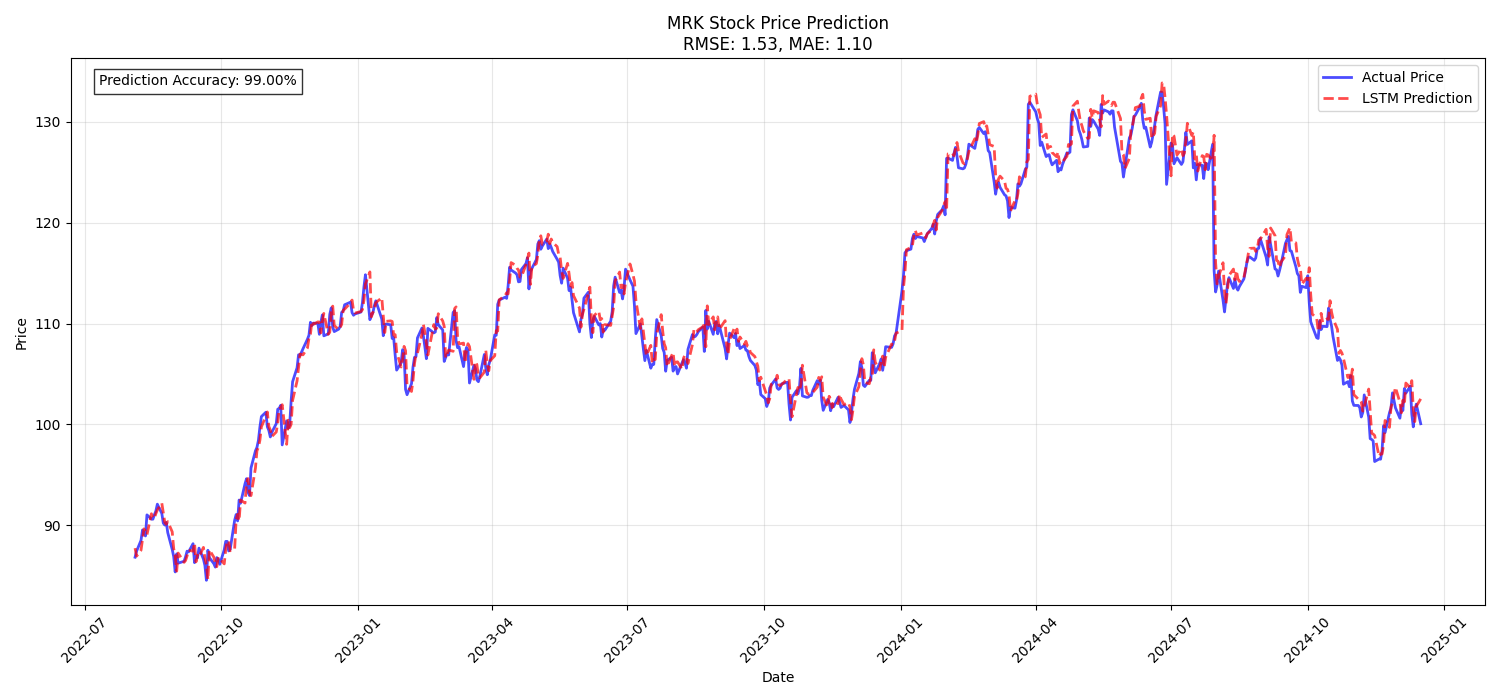 MRK Stock Price Prediction
RMSE: 1.53, MAE: 1.10
Prediction Accuracy: 99.00%
Actual Price
LSTM Prediction
Price
130
120
110
100
90
2022-07
2022-10
2023-01
2023-04
2023-07
2023-10
2024-01
2024-04
2024-07
2024-10
2025-01
Date